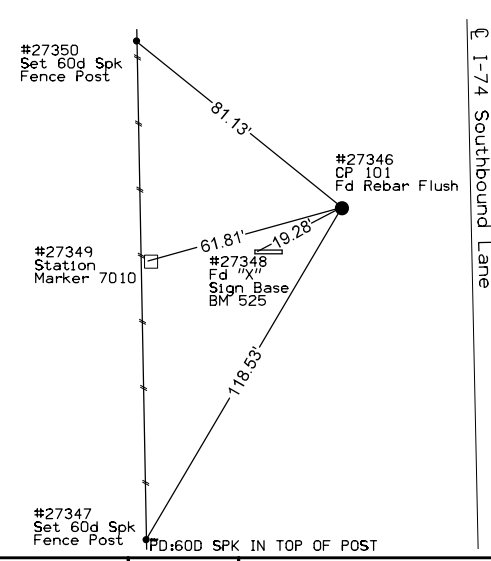 #27350
Set 60d Spk
Fence Post
81.13'
℄ I-74 Southbound Lane
#27346
CP 101
Fd Rebar Flush
61.81'
19.28'
#27349
Station
Marker 7010
#27348
Fd "X"
Sign Base
BM 525
118.53'
#27347
Set 60d Spk
Fence Post
PD:60D SPK IN TOP OF POST